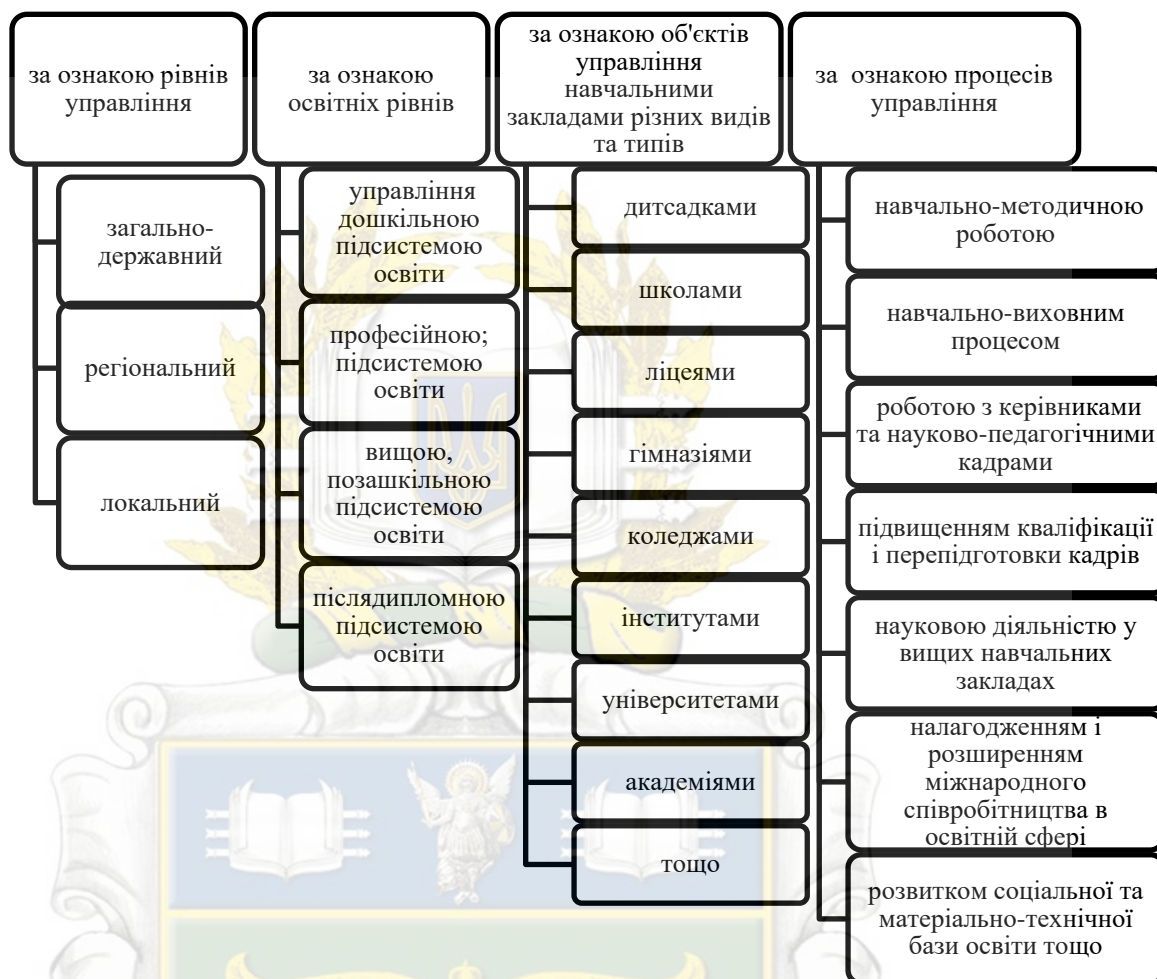 за ознакою рівнів
управління
загально-
державний
регіональний
локальний
за ознакою
освітніх рівнів
управління
дошкільною
підсистемою
освіти
професійною;
підсистемою
освіти
вищою,
позашкільною
підсистемою
освіти
післядипломною
підсистемою
освіти
за ознакою об'єктів
управління
навчальними
закладами різних видів
та типів
дитсадками
школами
ліцеями
гімназіями
коледжами
інститутами
університетами
академіями
тощо
за ознакою процесів
управління
навчально-методичною
роботою
навчально-виховним
процесом
роботою з керівниками
та науково-педагогічними
кадрами
підвищенням кваліфікації
і перепідготовки кадрів
науковою діяльністю у
вищих навчальних
закладах
налагодженням і
розширенням
міжнародного
співробітництва в
освітній сфері
розвитком соціальної та
матеріально-технічної
бази освіти тощо